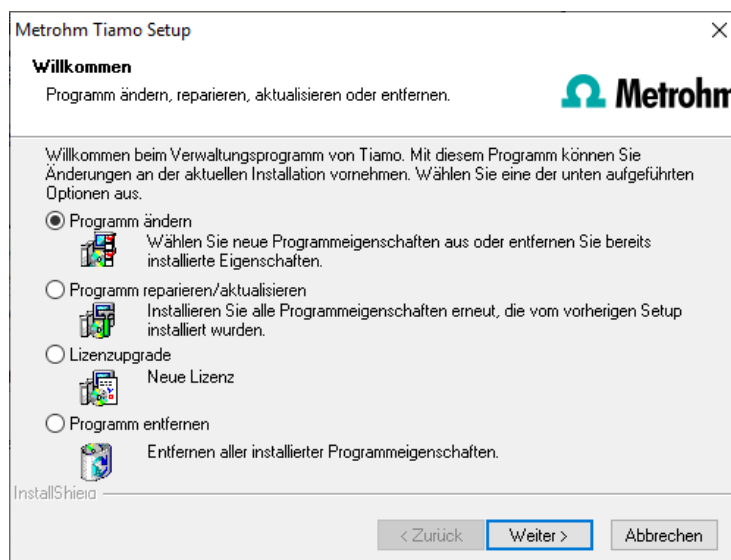 Metrohm Tiamo Setup
Willkommen
Programm ändern, reparieren, aktualisieren oder entfernen.
Metrohm
Willkommen beim Verwaltungsprogramm von Tiamo. Mit diesem Programm können Sie
Änderungen an der aktuellen Installation vornehmen. Wählen Sie eine der unten aufgeführten
Optionen aus.
Programm ändern
Wählen Sie neue Programmeigenschaften aus oder entfernen Sie bereits
installierte Eigenschaften.
Programm reparieren/aktualisieren
Installieren Sie alle Programmeigenschaften erneut, die vom vorherigen Setup
installiert wurden.
Lizenzupgrade
Neue Lizenz
Programm entfernen
Entfernen aller installierter Programmeigenschaften.
InstallShield
< Zurück
Weiter >
Abbrechen